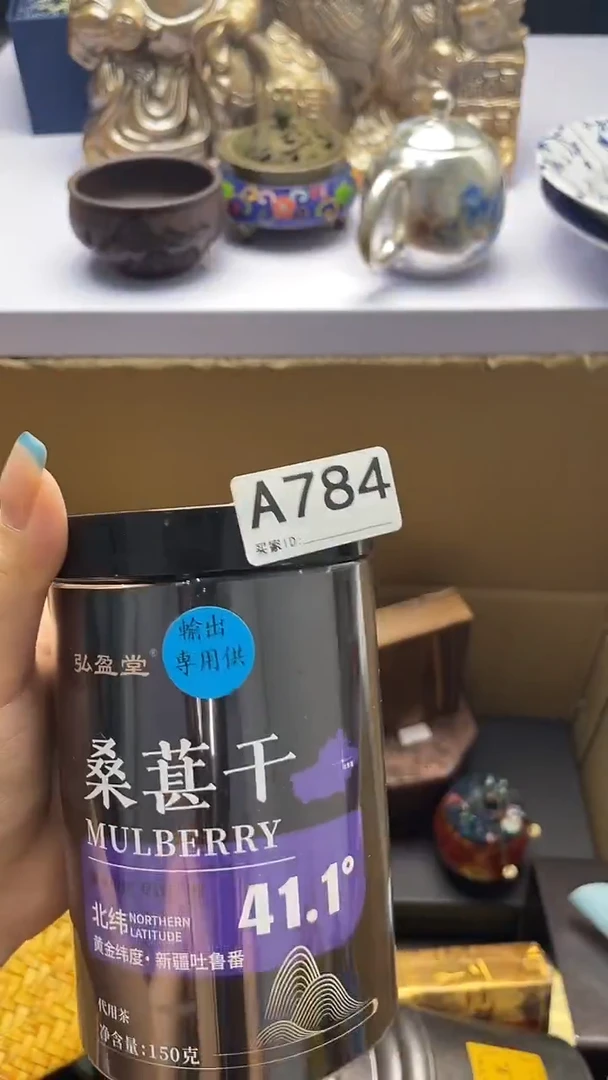 A784
买家ID:
弘盈堂®
輸出
専用供
桑葚干
MULBERRY
41.1°
北纬 NORTHERN
LATITUDE
黄金纬度·新疆吐鲁番
代用茶
净含量:150克